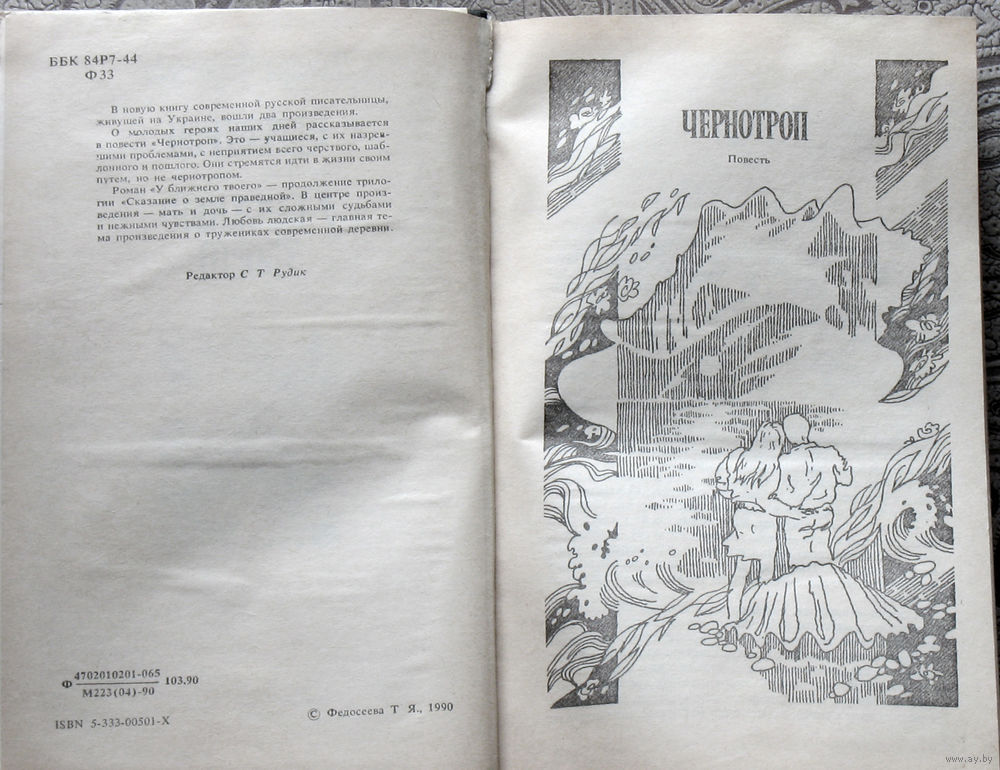 ББК 84Р7-44
Ф33
В новую книгу современной русской писательницы,
живущей на Украине, вошли два произведения.
О молодых героях наших дней рассказывается
в повести «Чернотроп». Это — учащиеся, с их назрев-
шими проблемами, с неприятием всего черствого, шаб-
лонного и пошлого. Они стремятся идти в жизни своим
путем, но не чернотропом.
Роман «У ближнего твоего» — продолжение трило-
гии «Сказание о земле праведной». В центре произ-
ведения — мать и дочь — с их сложными судьбами
и нежными чувствами. Любовь людская — главная те-
ма произведения о тружениках современной деревни.
Редактор С Т Рудик
Ф 4702010201-065
М223(04)-90 103.90
ISBN 5-333-00501-X
© Федосеева Т Я., 1990
ЧЕРНОТРОП
Повесть
www.ay.by